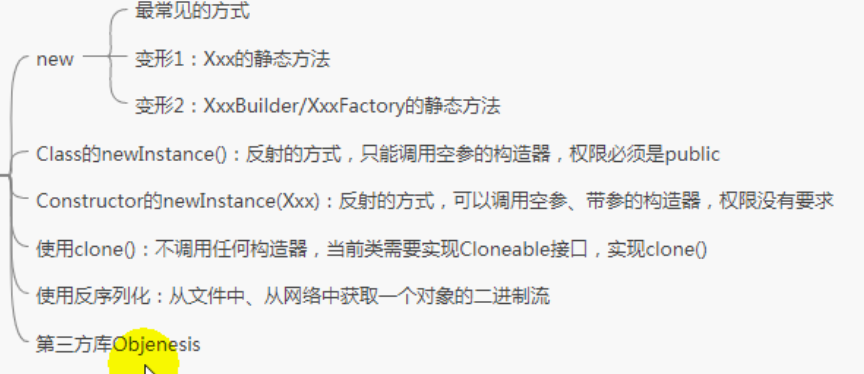 最常见的方式
new
变形1：Xxx的静态方法
变形2：XxxBuilder/XxxFactory的静态方法
Class的newInstance()：反射的方式，只能调用空参的构造器，权限必须是public
Constructor的newInstance(Xxx)：反射的方式，可以调用空参、带参的构造器，权限没有要求
使用clone()：不调用任何构造器，当前类需要实现Cloneable接口，实现clone()
使用反序列化：从文件中、从网络中获取一个对象的二进制流
第三方库Objenesis